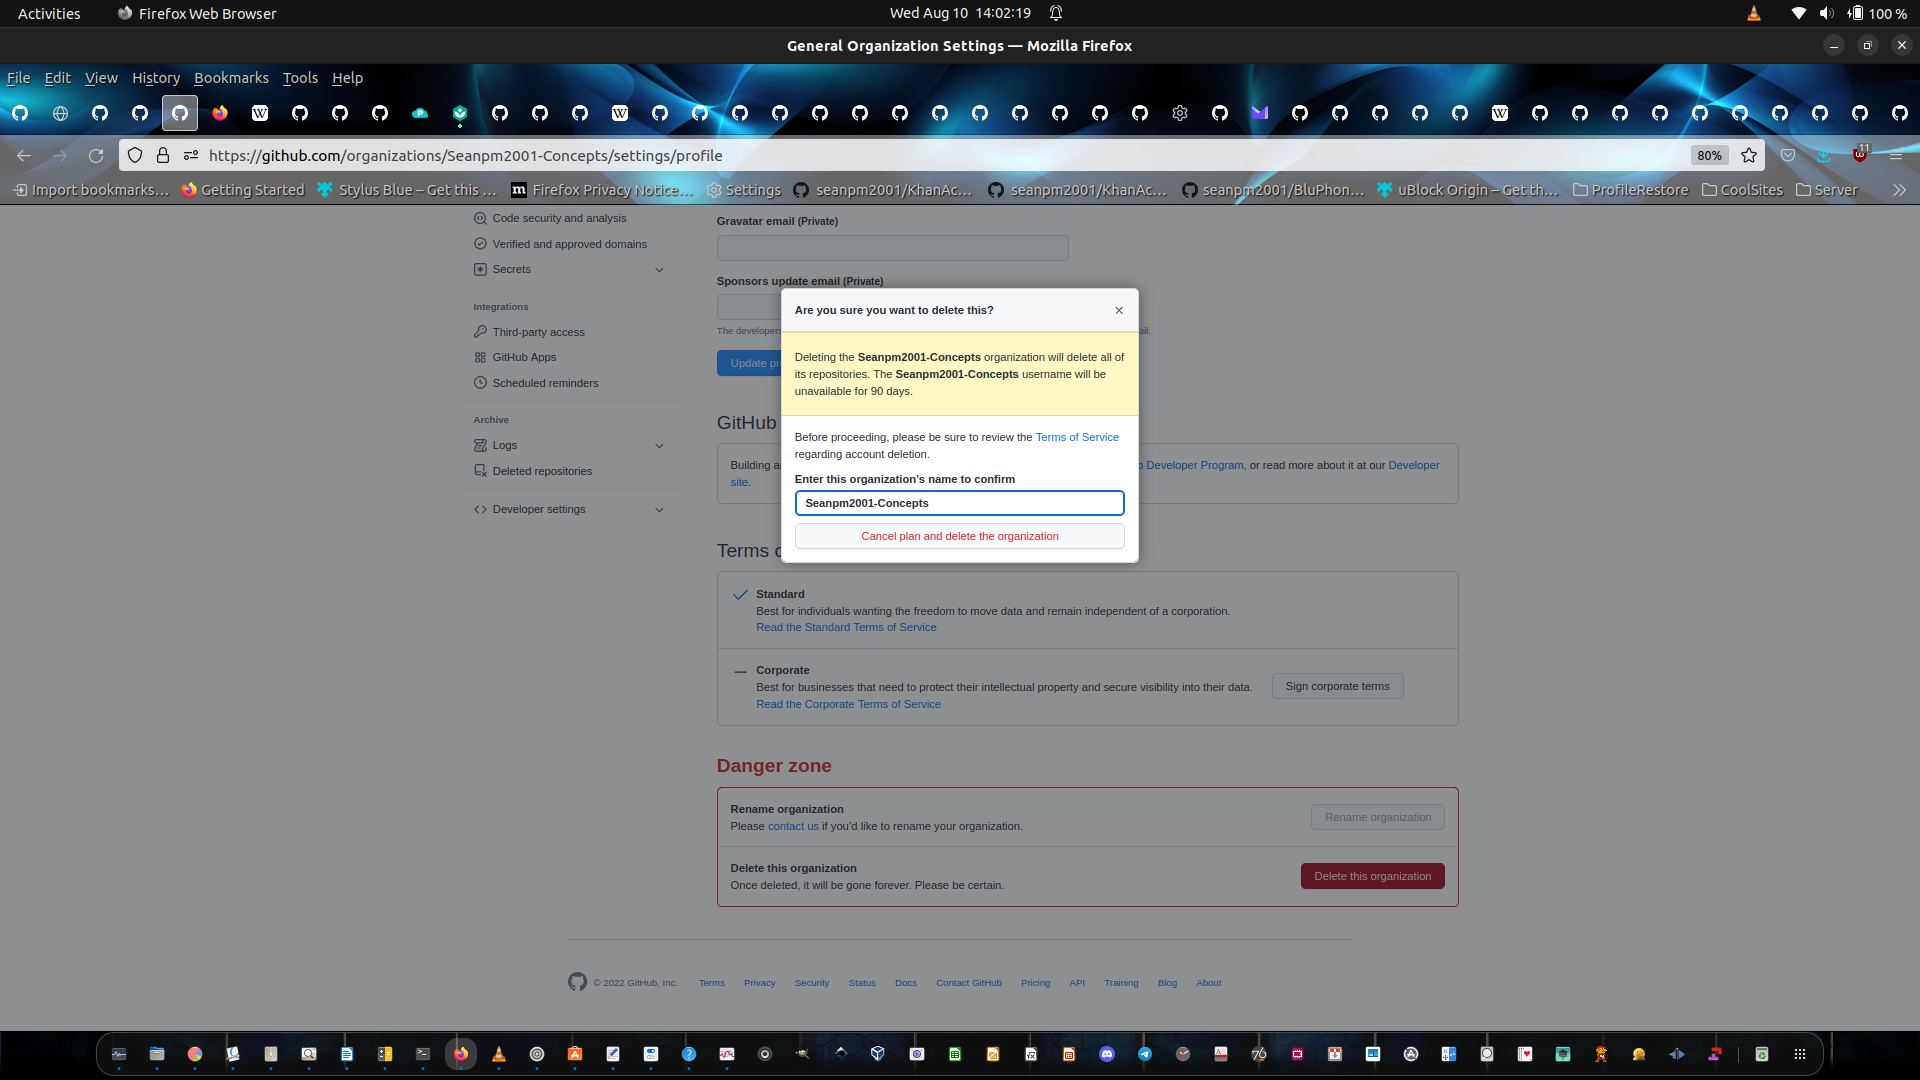 Activities
Firefox Web Browser
Wed Aug 10 14:02:19
100 %
General Organization Settings — Mozilla Firefox
File Edit View History Bookmarks Tools Help
https://github.com/organizations/Seanpm2001-Concepts/settings/profile
80%
11
Import bookmarks…
Getting Started
Stylus Blue – Get this …
Firefox Privacy Notice…
Settings
seanpm2001/KhanAc…
seanpm2001/KhanAc…
seanpm2001/BluPhon…
uBlock Origin – Get th…
ProfileRestore
CoolSites
Server
Code security and analysis
Verified and approved domains
Secrets
Integrations
Third-party access
GitHub Apps
Scheduled reminders
Archive
Logs
Deleted repositories
Developer settings
Gravatar email (Private)
Sponsors update email (Private)
The developer
ail.
Update pr
GitHub
Building a
Developer Program, or read more about it at our Developer
site.
Are you sure you want to delete this?
Deleting the Seanpm2001-Concepts organization will delete all of
its repositories. The Seanpm2001-Concepts username will be
unavailable for 90 days.
Before proceeding, please be sure to review the Terms of Service
regarding account deletion.
Enter this organization's name to confirm
Seanpm2001-Concepts
Cancel plan and delete the organization
Terms o
Standard
Best for individuals wanting the freedom to move data and remain independent of a corporation.
Read the Standard Terms of Service
Corporate
Best for businesses that need to protect their intellectual property and secure visibility into their data.
Read the Corporate Terms of Service
Sign corporate terms
Danger zone
Rename organization
Please contact us if you'd like to rename your organization.
Rename organization
Delete this organization
Once deleted, it will be gone forever. Please be certain.
Delete this organization
© 2022 GitHub, Inc.
Terms
Privacy
Security
Status
Docs
Contact GitHub
Pricing
API
Training
Blog
About